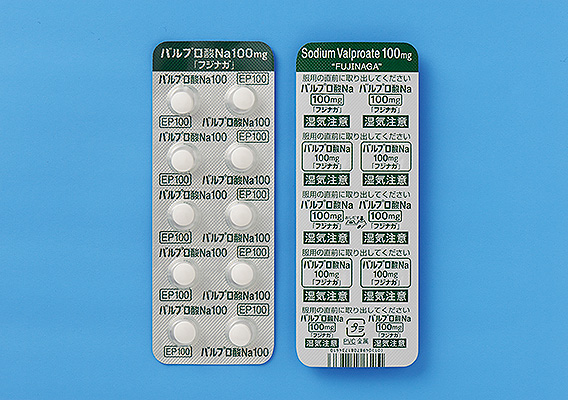 バルプロ酸Na100mg
「フジナガ」
バルプロ酸Na100 EP100
EP100 バルプロ酸Na100
バルプロ酸Na100 EP100
EP100 バルプロ酸Na100
バルプロ酸Na100 EP100
EP100 バルプロ酸Na100
バルプロ酸Na100 EP100
EP100 バルプロ酸Na100
バルプロ酸Na100 EP100
EP100 バルプロ酸Na100
Sodium Valproate 100mg
"FUJINAGA"
服用の直前に取り出してください
バルプロ酸Na バルプロ酸Na
100mg 100mg
「フジナガ」 「フジナガ」
湿気注意 湿気注意
服用の直前に取り出してください
バルプロ酸Na バルプロ酸Na
100mg 100mg
「フジナガ」 「フジナガ」
湿気注意 湿気注意
服用の直前に取り出してください
バルプロ酸Na バルプロ酸Na
100mg 100mg
「フジナガ」 「フジナガ」
湿気注意 湿気注意
服用の直前に取り出してください
バルプロ酸Na バルプロ酸Na
100mg 100mg
「フジナガ」 「フジナガ」
湿気注意 湿気注意
服用の直前に取り出してください
バルプロ酸Na プラ バルプロ酸Na
100mg 100mg
「フジナガ」 PVC 金属 「フジナガ」
湿気注意 湿気注意